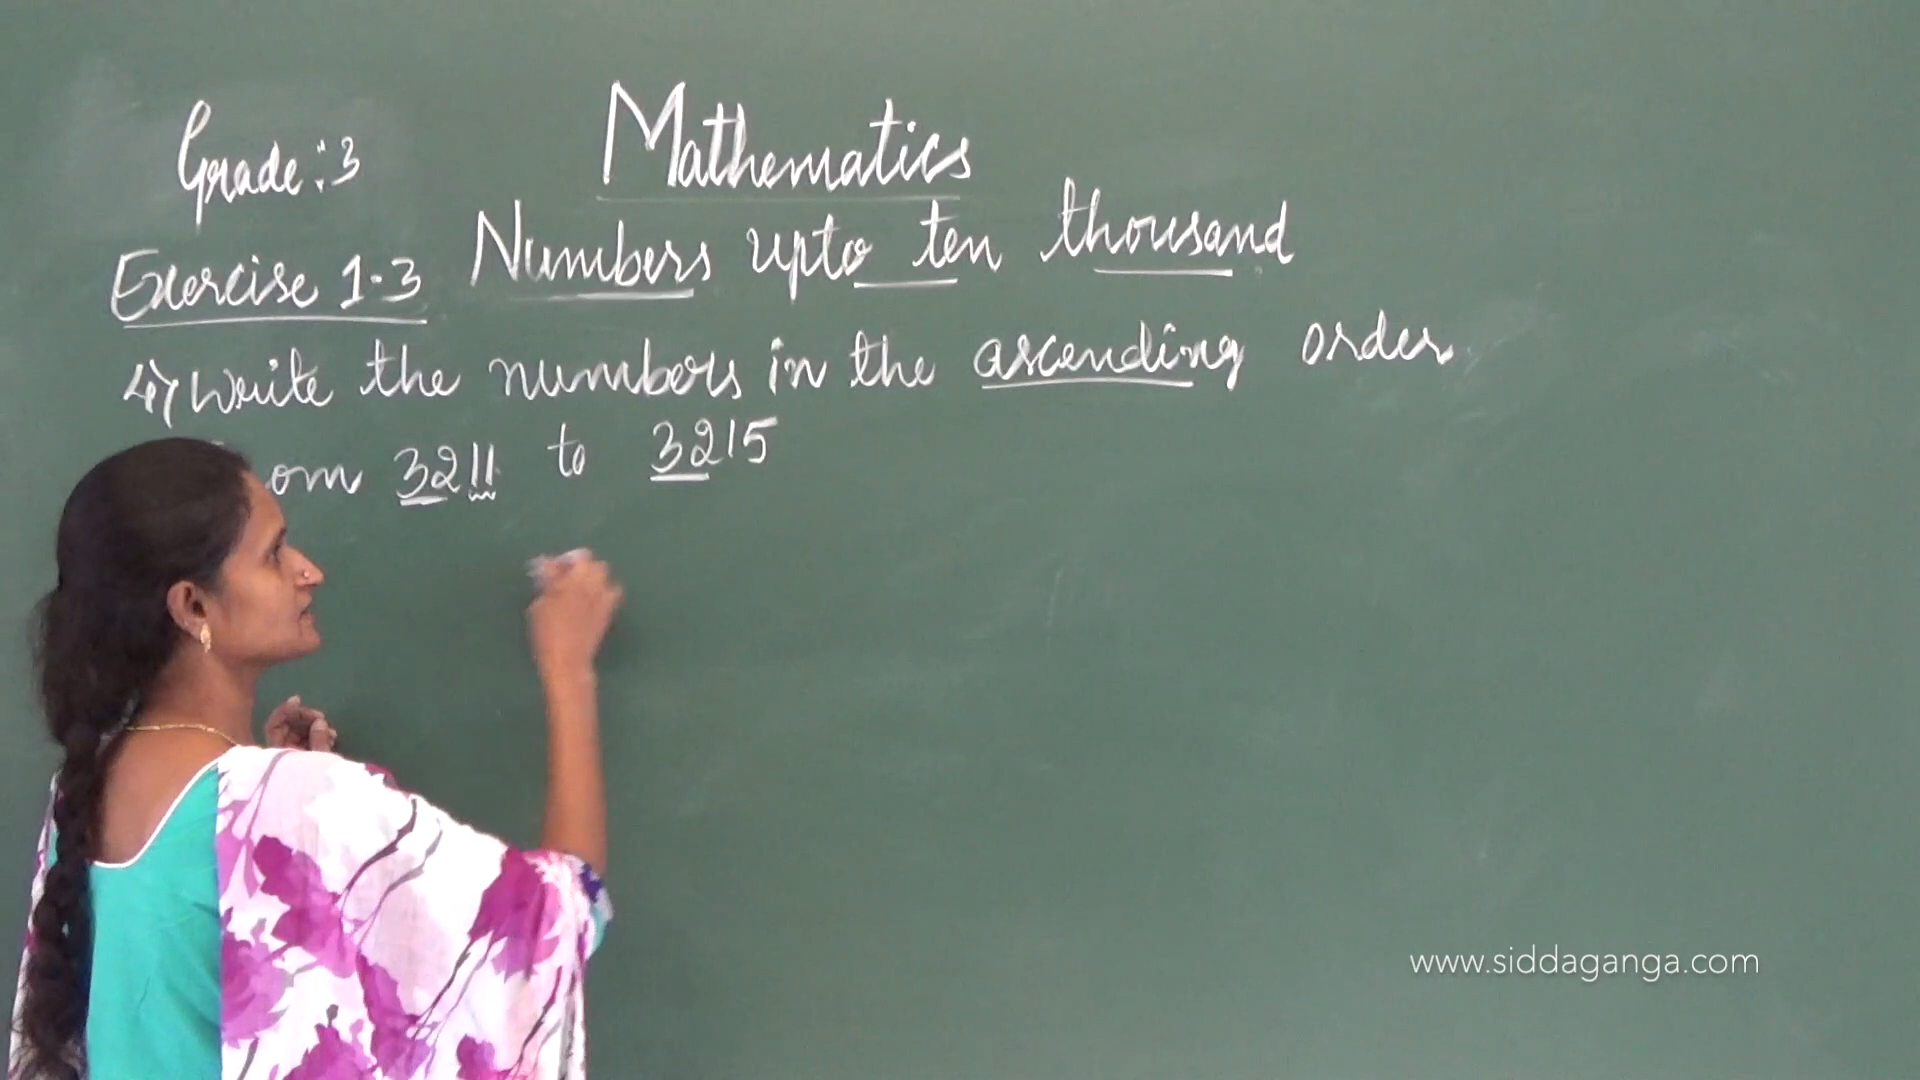 Grade: 3
Mathematics
Exercise 1.3
Numbers upto ten thousand
4) Write the numbers in the ascending order
3211 to 3215
www.siddaganga.com